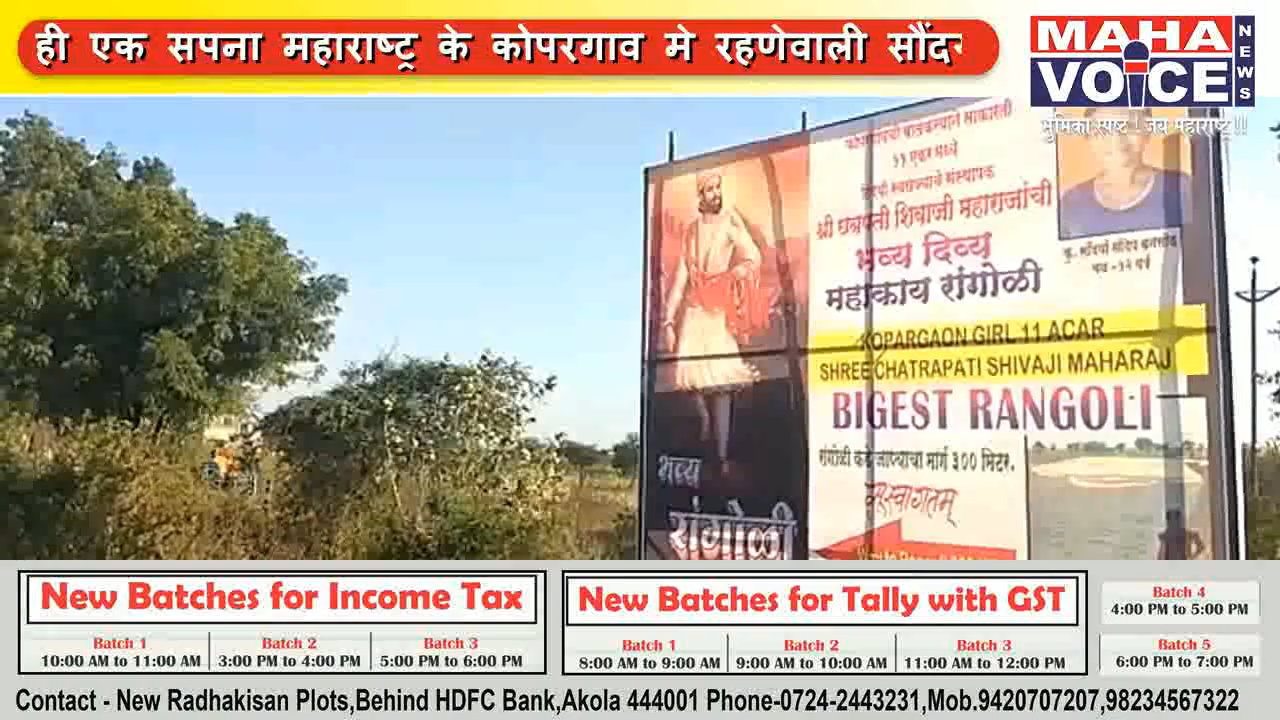 ही एक सपना महाराष्ट्र के कोपरगाव मे रहणेवाली
MAHA VOICE NEWS
भुमिका स्पष्ट ! जय महाराष्ट्र !!
११ एकर मध्ये
श्री छत्रपती शिवाजी महाराजांची
भव्य दिव्य
महाकाय रांगोळी
KOPARGAON GIRL 11 ACAR
SHREE CHATRAPATI SHIVAJI MAHARAJ
BIGEST RANGOLI
रांगोळी कडे जाण्याचा मार्ग ३०० मिटर.
सुस्वागतम्
भव्य
रांगोळी
New Batches for Income Tax
Batch 1 Batch 2 Batch 3
10:00 AM to 11:00 AM 3:00 PM to 4:00 PM 5:00 PM to 6:00 PM
New Batches for Tally with GST
Batch 1 Batch 2 Batch 3
8:00 AM to 9:00 AM 9:00 AM to 10:00 AM 11:00 AM to 12:00 PM
Batch 4
4:00 PM to 5:00 PM
Batch 5
6:00 PM to 7:00 PM
Contact - New Radhakisan Plots,Behind HDFC Bank,Akola 444001 Phone-0724-2443231,Mob.9420707207,98234567322